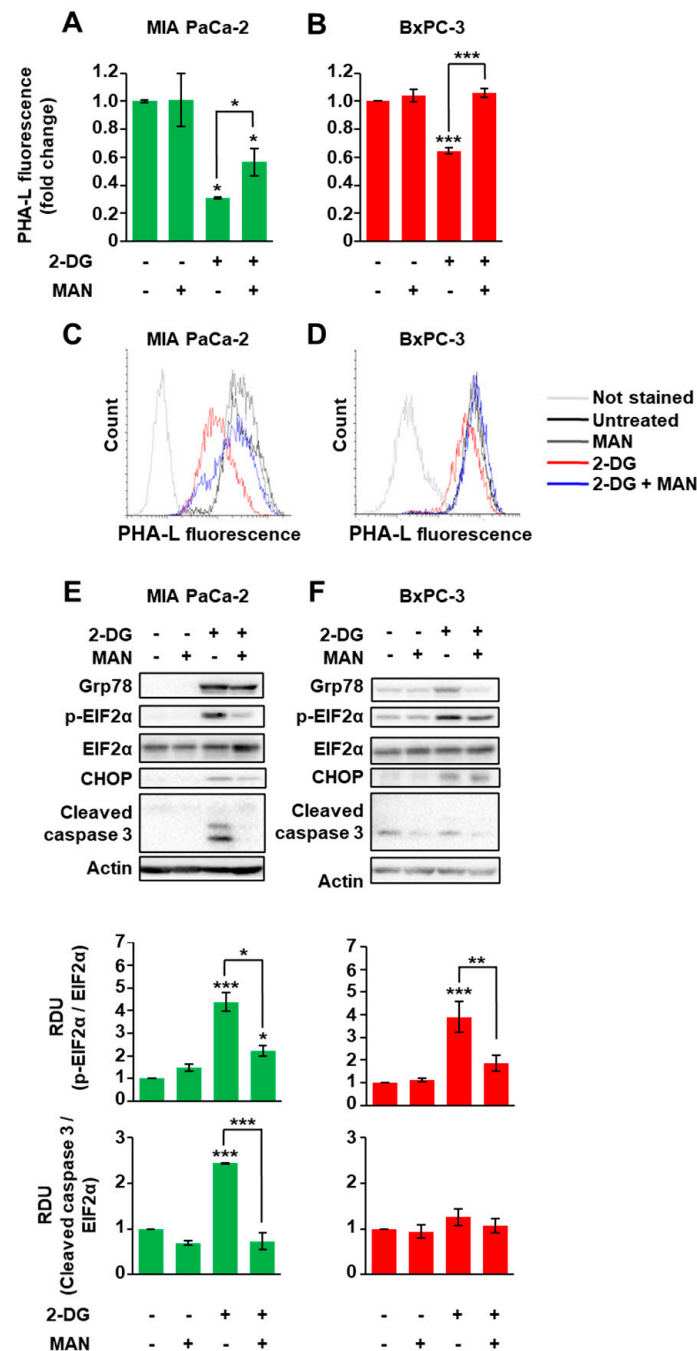 A MIA PaCa-2
B BxPC-3
PHA-L fluorescence
(fold change)
1.2
1.0
0.8
0.6
0.4
0.2
0
*
*
*
1.2
1.0
0.8
0.6
0.4
0.2
0
***
***
2-DG - - + + - - + +
MAN - + - + - + - +
C MIA PaCa-2
D BxPC-3
Count
PHA-L fluorescence
Count
PHA-L fluorescence
Not stained
Untreated
MAN
2-DG
2-DG + MAN
E MIA PaCa-2
2-DG - - + +
MAN - + - +
Grp78
p-EIF2α
EIF2α
CHOP
Cleaved
caspase 3
Actin
F BxPC-3
2-DG - - + +
MAN - + - +
Grp78
p-EIF2α
EIF2α
CHOP
Cleaved
caspase 3
Actin
RDU
(p-EIF2α / EIF2α)
7
6
5
4
3
2
1
0
*
***
*
7
6
5
4
3
2
1
0
**
***
RDU
(Cleaved caspase 3 /
EIF2α)
3
2
1
0
***
***
3
2
1
0
2-DG - - + + - - + +
MAN - + - + - + - +